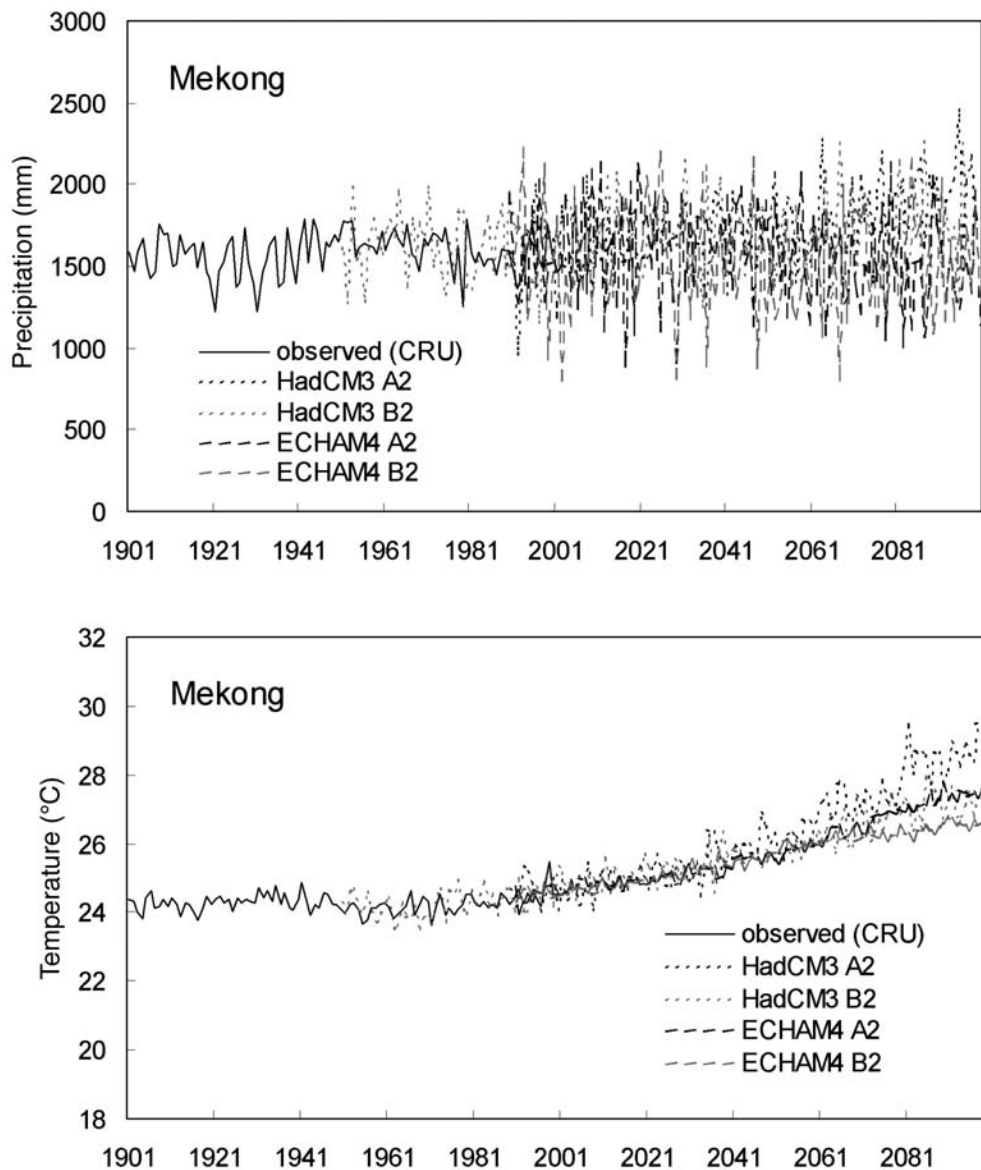 3000
Mekong
2500
2000
1500
1000
500
0
Precipitation (mm)
observed (CRU)
HadCM3 A2
HadCM3 B2
ECHAM4 A2
ECHAM4 B2
1901 1921 1941 1961 1981 2001 2021 2041 2061 2081
32
Mekong
30
28
26
24
22
20
18
Temperature (°C)
observed (CRU)
HadCM3 A2
HadCM3 B2
ECHAM4 A2
ECHAM4 B2
1901 1921 1941 1961 1981 2001 2021 2041 2061 2081